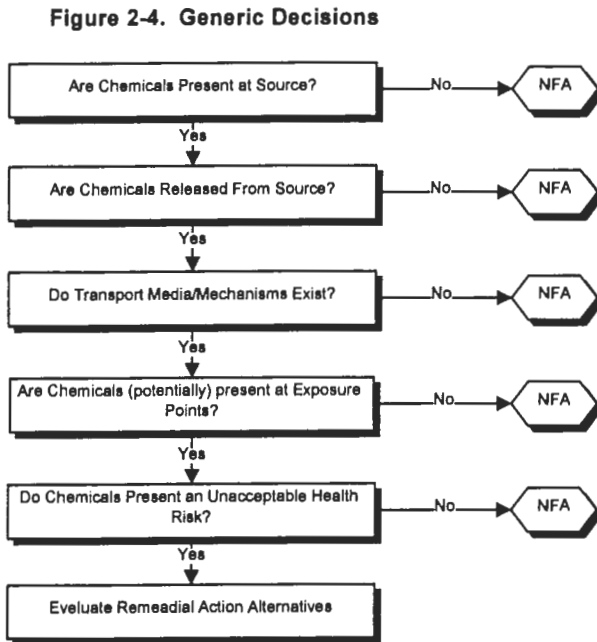 Figure 2-4. Generic Decisions
Are Chemicals Present at Source?
No
NFA
Yes
Are Chemicals Released From Source?
No
NFA
Yes
Do Transport Media/Mechanisms Exist?
No
NFA
Yes
Are Chemicals (potentially) present at Exposure
Points?
No
NFA
Yes
Do Chemicals Present an Unacceptable Health
Risk?
No
NFA
Yes
Evaluate Remeadial Action Alternatives